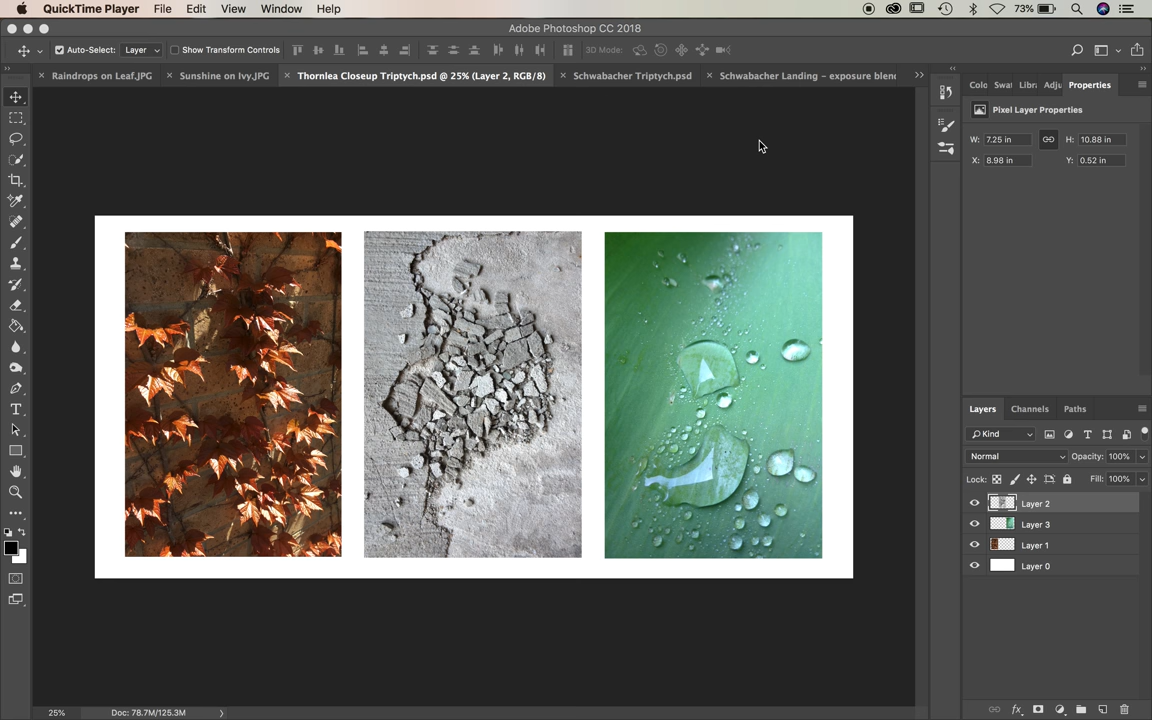 QuickTime Player File Edit View Window Help 73%
Adobe Photoshop CC 2018
Auto-Select: Layer Show Transform Controls 3D Mode:
Raindrops on Leaf.JPG Sunshine on Ivy.JPG Thornlea Closeup Triptych.psd @ 25% (Layer 2, RGB/8) Schwabacher Triptych.psd Schwabacher Landing - exposure blend
Colo Swat Libra Adju Properties
Pixel Layer Properties
W: 7.25 in H: 10.88 in
X: 8.98 in Y: 0.52 in
Layers Channels Paths
Kind
Normal Opacity: 100%
Lock: Fill: 100%
Layer 2
Layer 3
Layer 1
Layer 0
25% Doc: 78.7M/125.3M